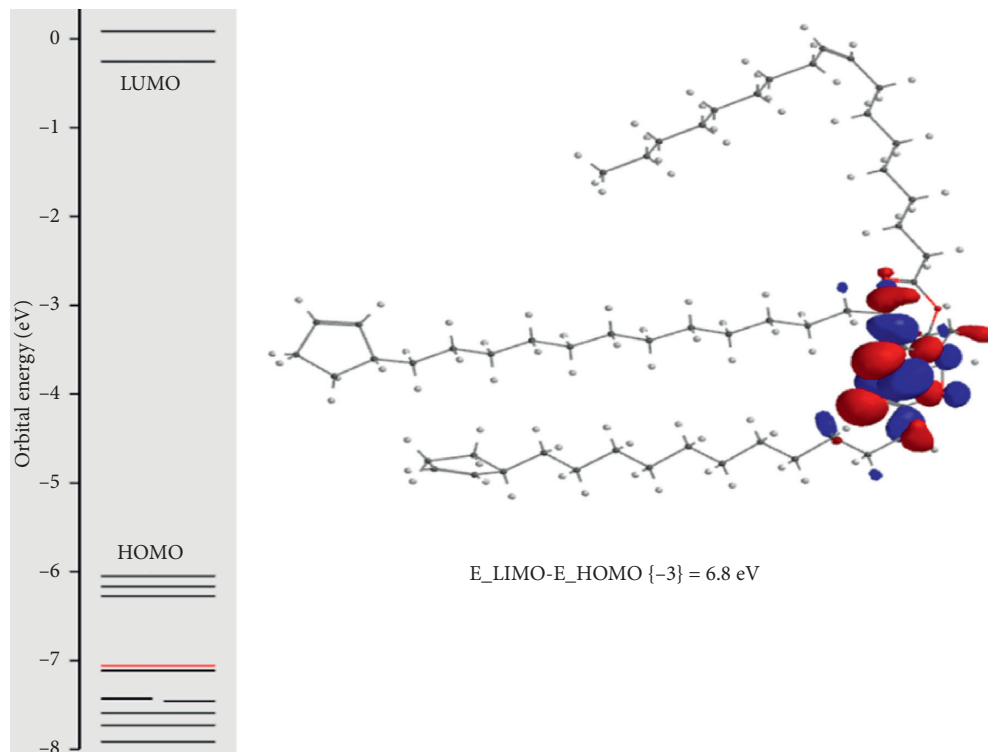 Orbital energy (eV)
0
LUMO
–1
–2
–3
–4
–5
HOMO
–6
–7
–8
E_LIMO-E_HOMO {–3} = 6.8 eV